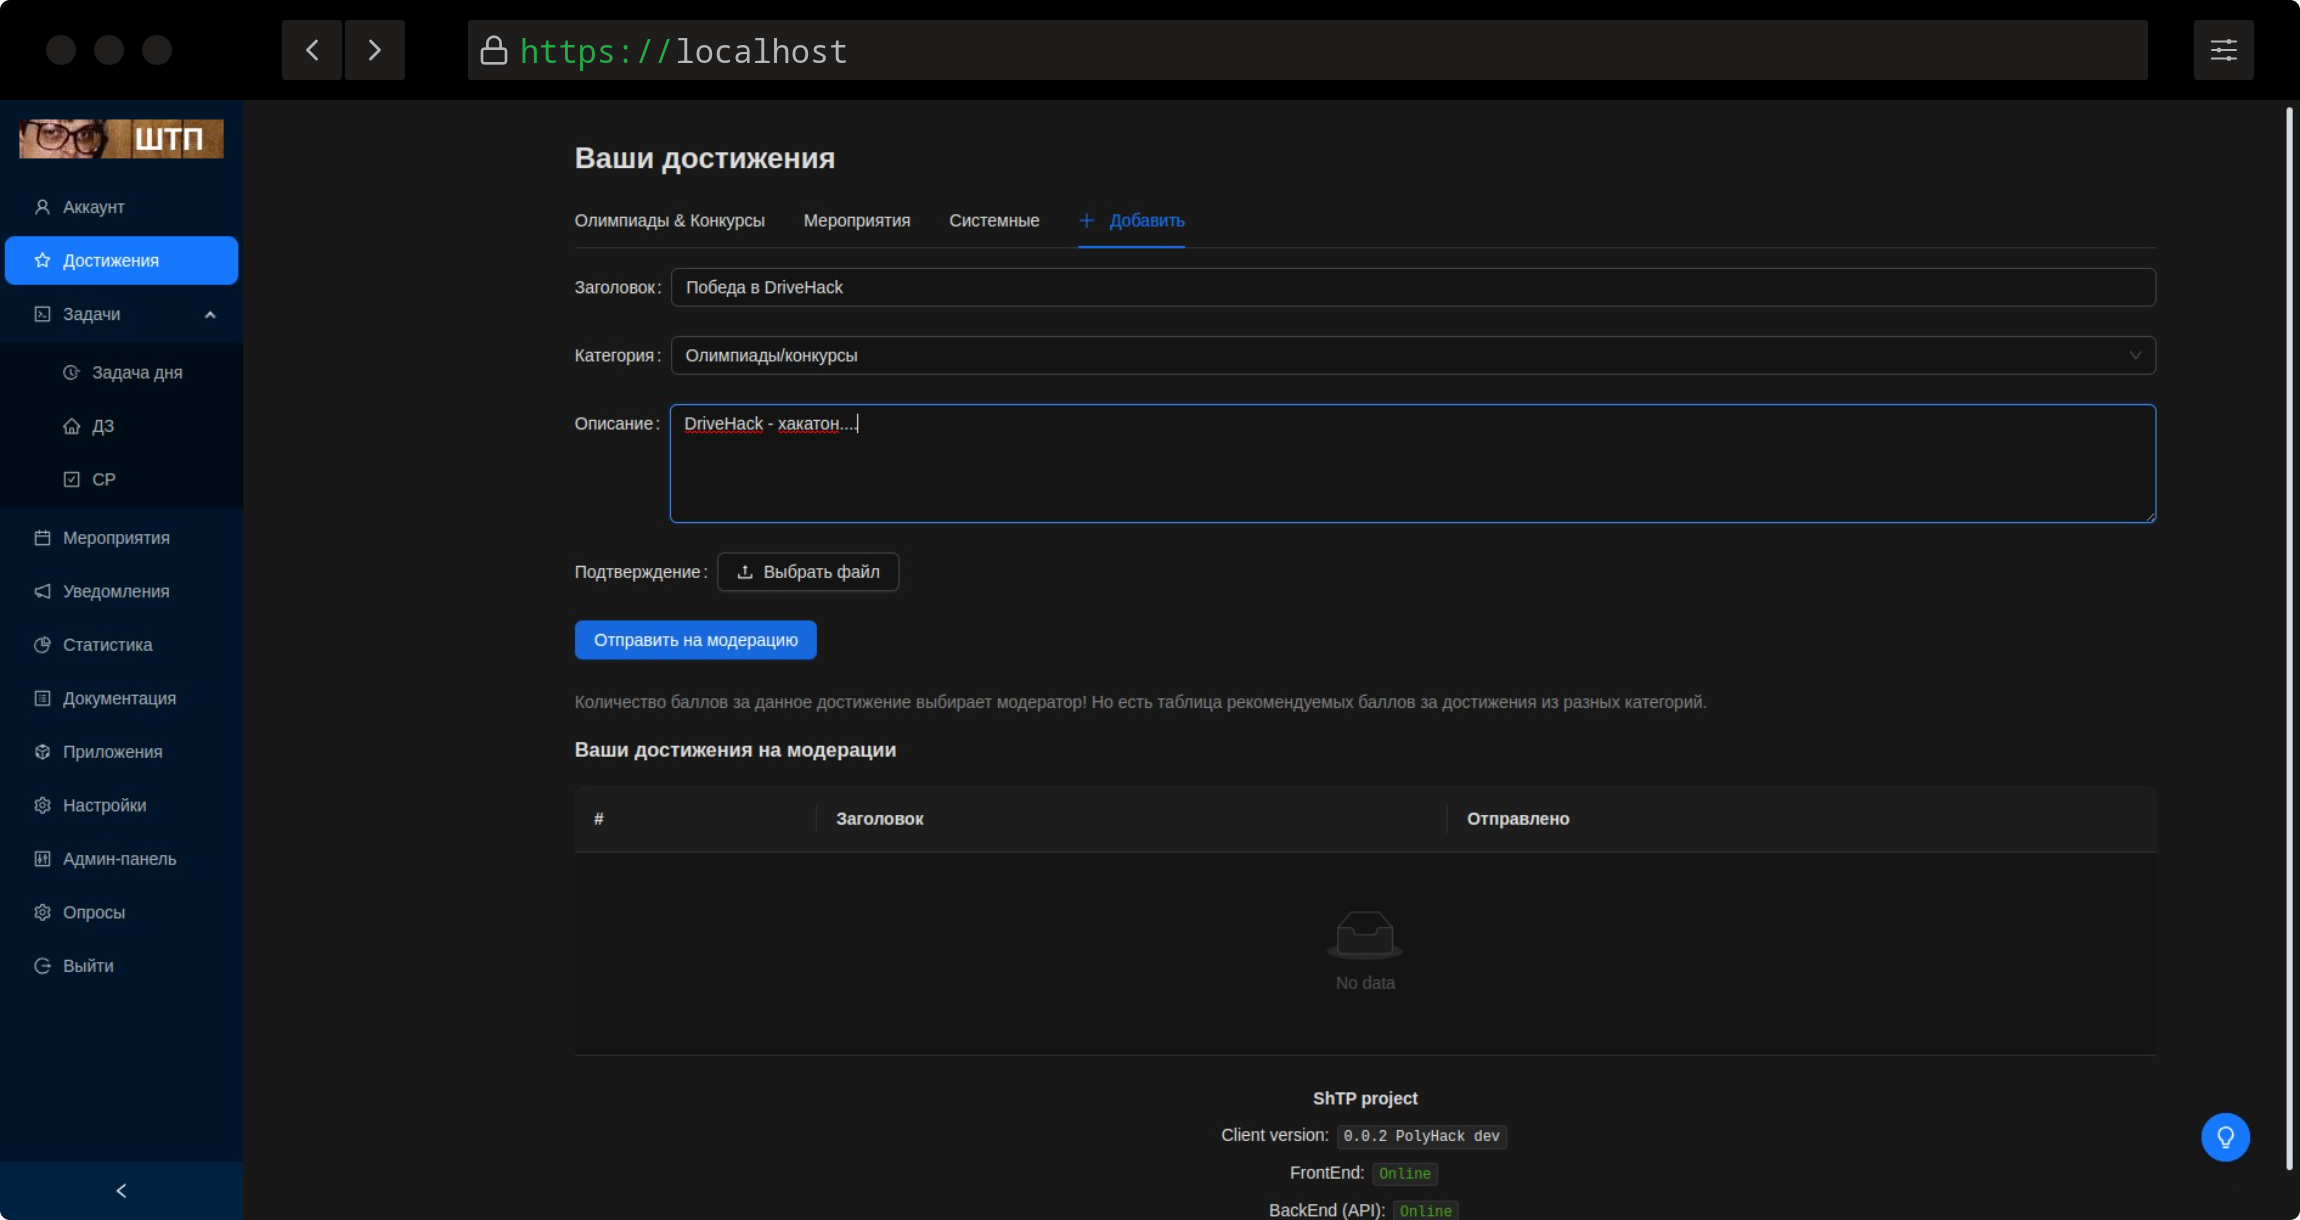 https://localhost
ШТП
Аккаунт
Достижения
Задачи
Задача дня
ДЗ
СР
Мероприятия
Уведомления
Статистика
Документация
Приложения
Настройки
Админ-панель
Опросы
Выйти
Ваши достижения
Олимпиады & Конкурсы Мероприятия Системные + Добавить
Заголовок: Победа в DriveHack
Категория: Олимпиады/конкурсы
Описание: DriveHack - хакатон....
Подтверждение: Выбрать файл
Отправить на модерацию
Количество баллов за данное достижение выбирает модератор! Но есть таблица рекомендуемых баллов за достижения из разных категорий.
Ваши достижения на модерации
# Заголовок Отправлено
No data
ShTP project
Client version: 0.0.2 PolyHack dev
FrontEnd: Online
BackEnd (API): Online